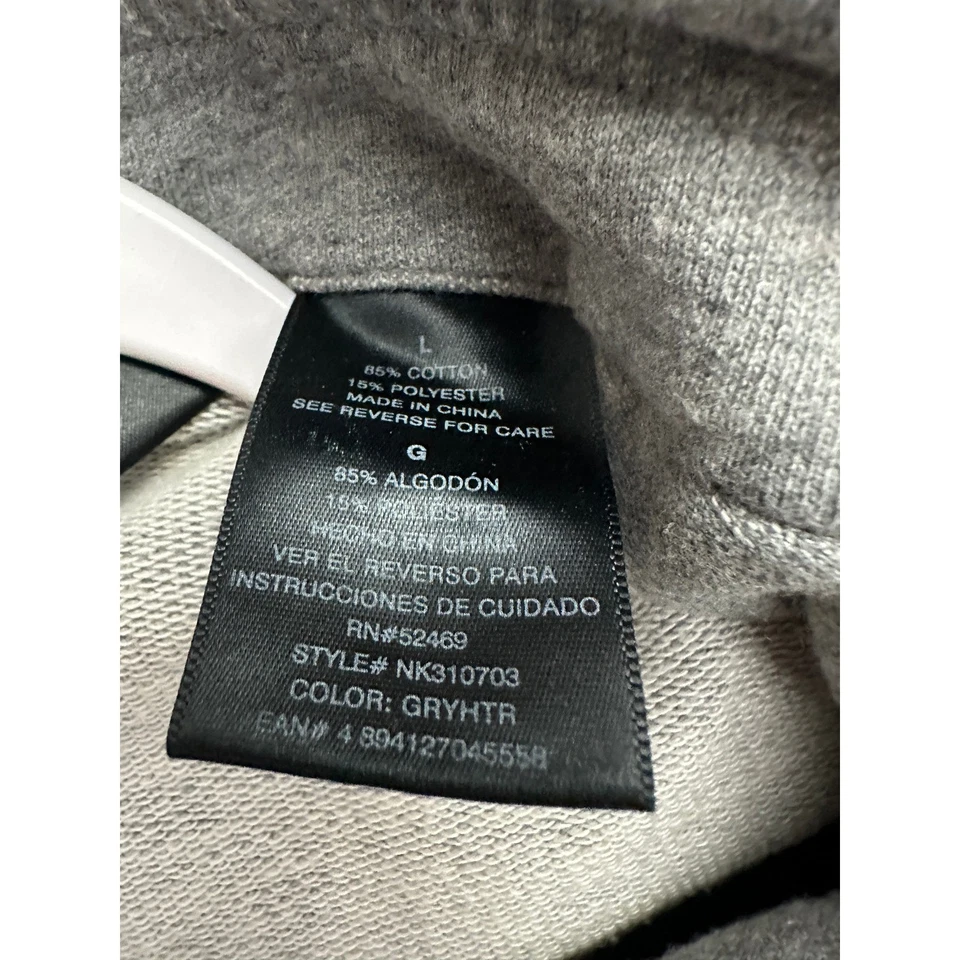 L
85% COTTON
15% POLYESTER
MADE IN CHINA
SEE REVERSE FOR CARE
G
85% ALGODÓN
15% POLIESTER
HECHO EN CHINA
VER EL REVERSO PARA
INSTRUCCIONES DE CUIDADO
RN#52469
STYLE# NK310703
COLOR: GRYHTR
EAN# 4 894127045558